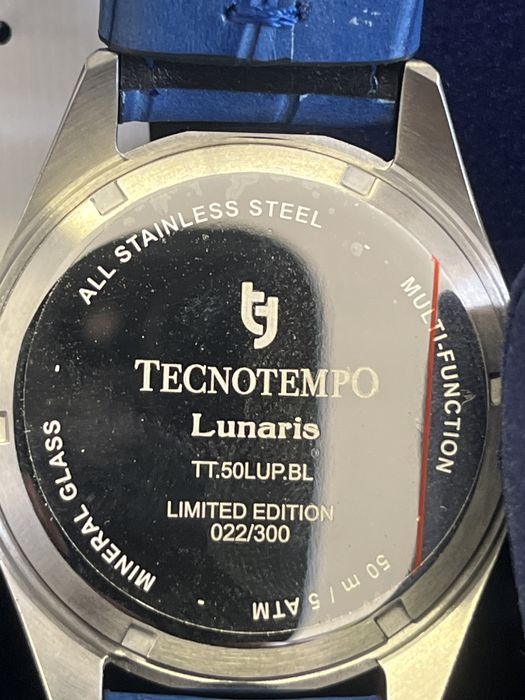 ALL STAINLESS STEEL
MULTI-FUNCTION
TECNOTEMPO
Lunaris
TT.50LUP.BL
LIMITED EDITION
022/300
MINERAL GLASS
50 m / 5 ATM